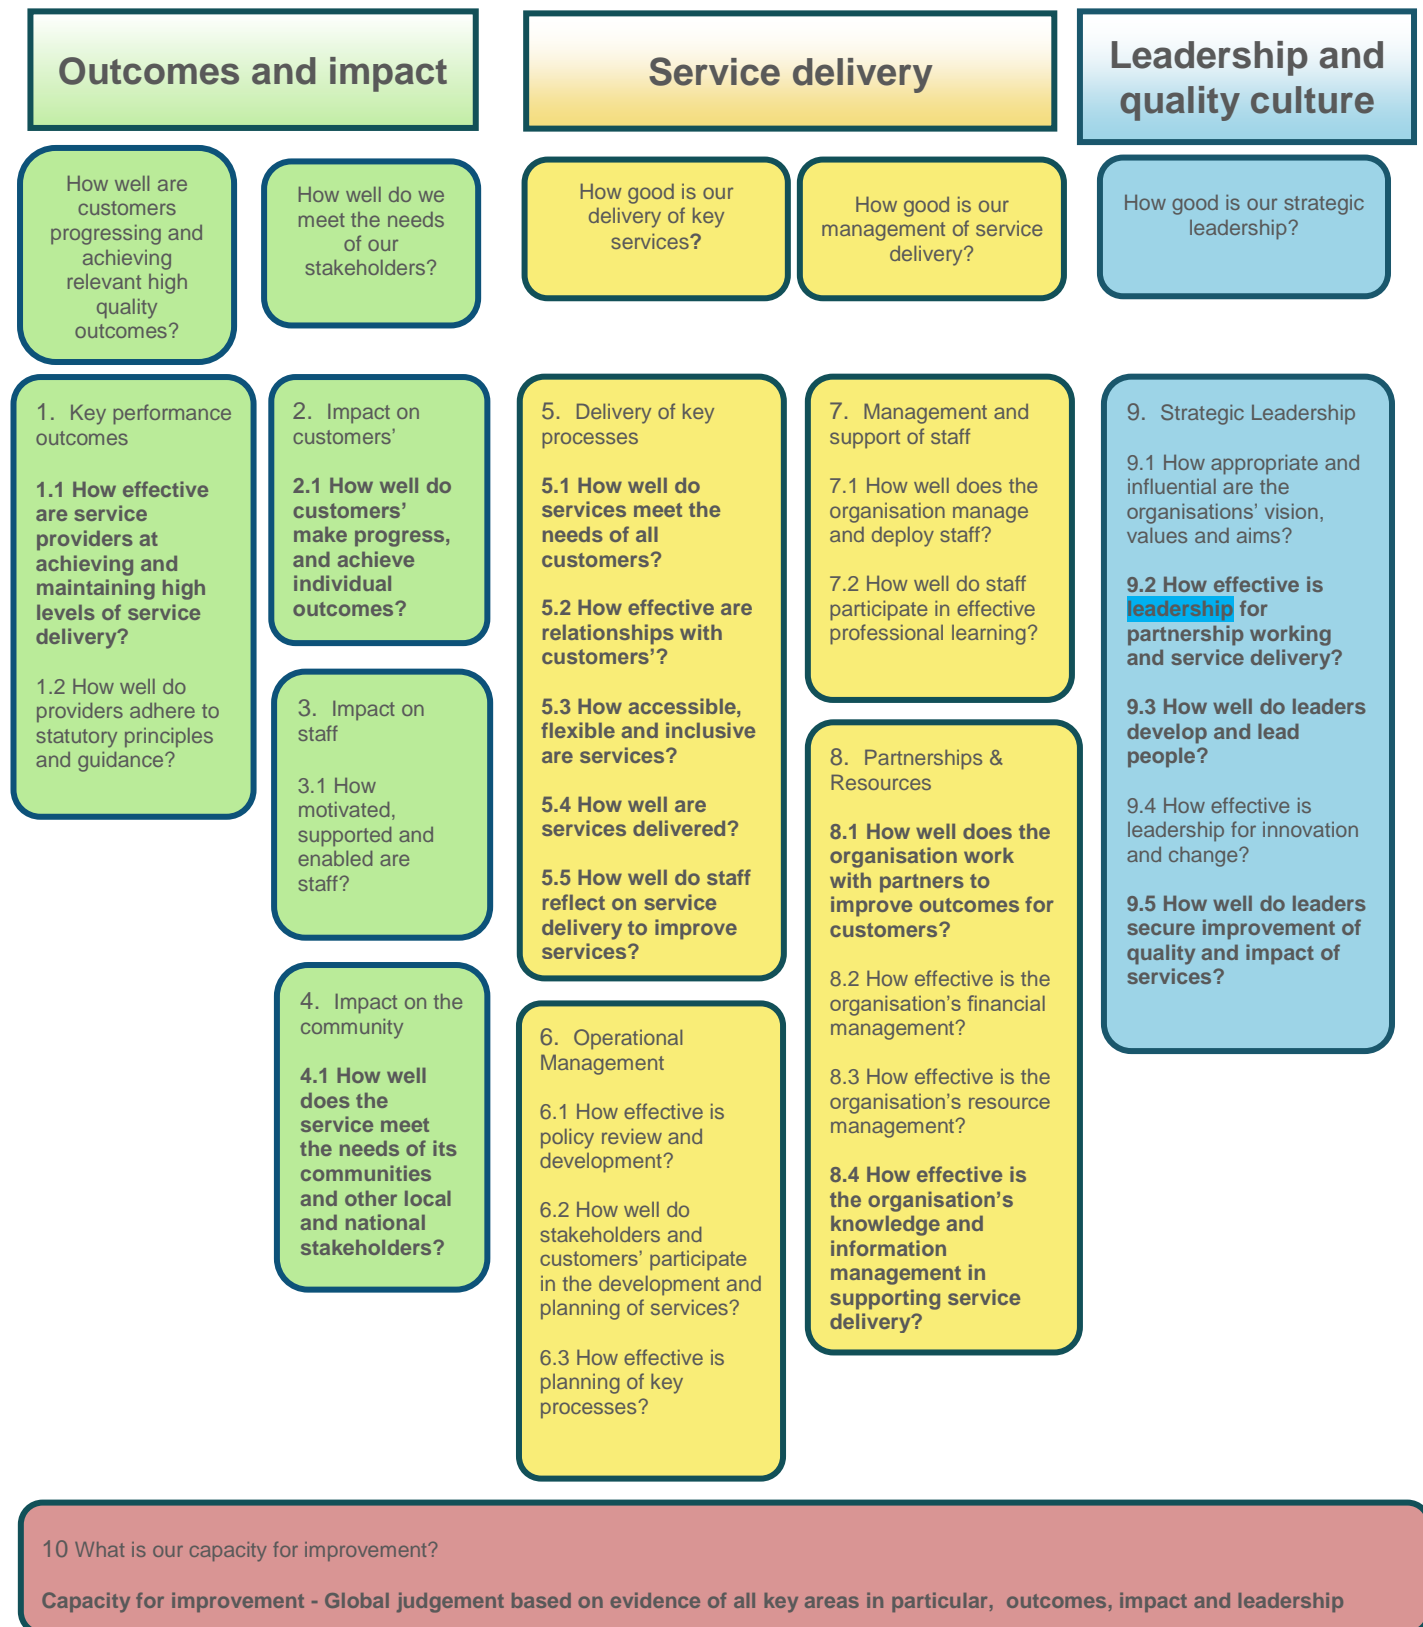 Outcomes and impact
Service delivery
Leadership and
quality culture
How well are
customers
progressing and
achieving
relevant high
quality
outcomes?
How well do we
meet the needs
of our
stakeholders?
How good is our
delivery of key
services?
How good is our
management of service
delivery?
How good is our strategic
leadership?
1. Key performance
outcomes
1.1 How effective
are service
providers at
achieving and
maintaining high
levels of service
delivery?
1.2 How well do
providers adhere to
statutory principles
and guidance?
2. Impact on
customers’
2.1 How well do
customers’
make progress,
and achieve
individual
outcomes?
3. Impact on
staff
3.1 How
motivated,
supported and
enabled are
staff?
4. Impact on the
community
4.1 How well
does the
service meet
the needs of its
communities
and other local
and national
stakeholders?
5. Delivery of key
processes
5.1 How well do
services meet the
needs of all
customers?
5.2 How effective are
relationships with
customers’?
5.3 How accessible,
flexible and inclusive
are services?
5.4 How well are
services delivered?
5.5 How well do staff
reflect on service
delivery to improve
services?
6. Operational
Management
6.1 How effective is
policy review and
development?
6.2 How well do
stakeholders and
customers’ participate
in the development and
planning of services?
6.3 How effective is
planning of key
processes?
7. Management and
support of staff
7.1 How well does the
organisation manage
and deploy staff?
7.2 How well do staff
participate in effective
professional learning?
8. Partnerships &
Resources
8.1 How well does the
organisation work
with partners to
improve outcomes for
customers?
8.2 How effective is the
organisation’s financial
management?
8.3 How effective is the
organisation’s resource
management?
8.4 How effective is
the organisation’s
knowledge and
information
management in
supporting service
delivery?
9. Strategic Leadership
9.1 How appropriate and
influential are the
organisations’ vision,
values and aims?
9.2 How effective is
leadership for
partnership working
and service delivery?
9.3 How well do leaders
develop and lead
people?
9.4 How effective is
leadership for innovation
and change?
9.5 How well do leaders
secure improvement of
quality and impact of
services?
10 What is our capacity for improvement?
Capacity for improvement - Global judgement based on evidence of all key areas in particular, outcomes, impact and leadership